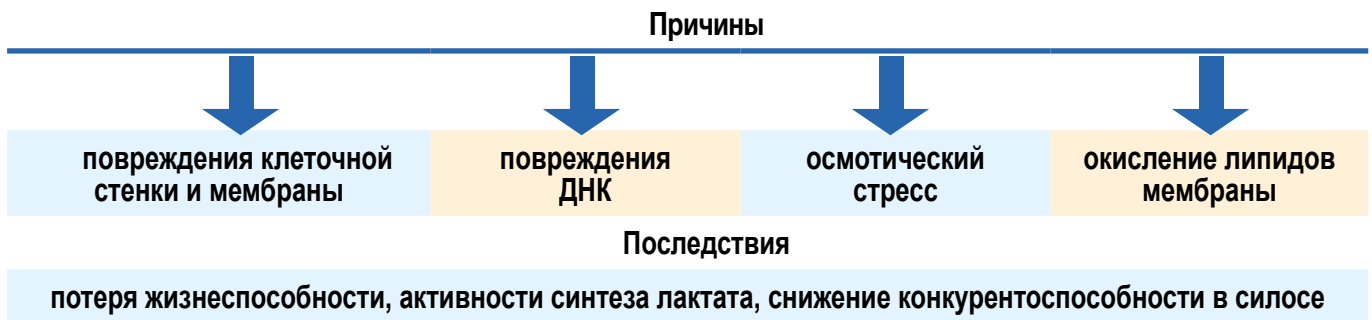 Причины
повреждения клеточной
стенки и мембраны
повреждения
ДНК
осмотический
стресс
окисление липидов
мембраны
Последствия
потеря жизнеспособности, активности синтеза лактата, снижение конкурентоспособности в силосе